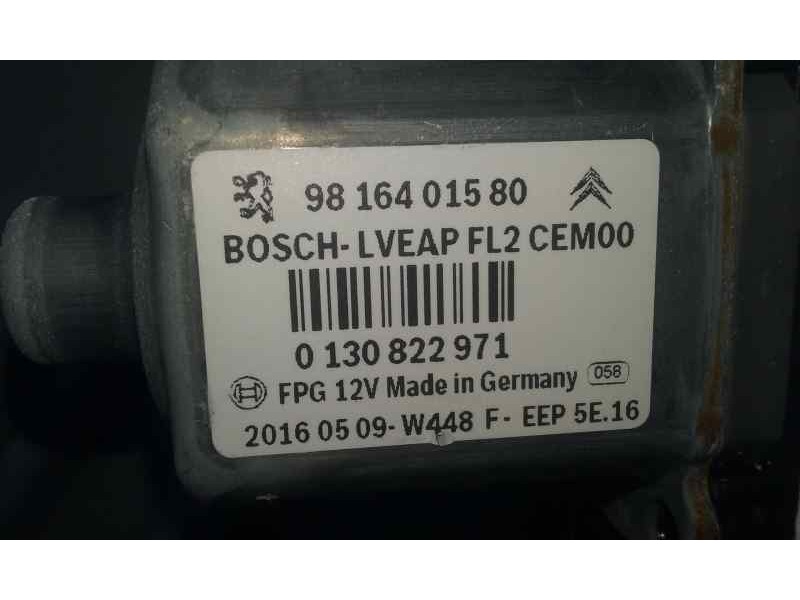 98 164 015 80
BOSCH- LVEAP FL2 CEM00
0 130 822 971
FPG 12V Made in Germany 058
2016 05 09- W448 F- EEP 5E.16